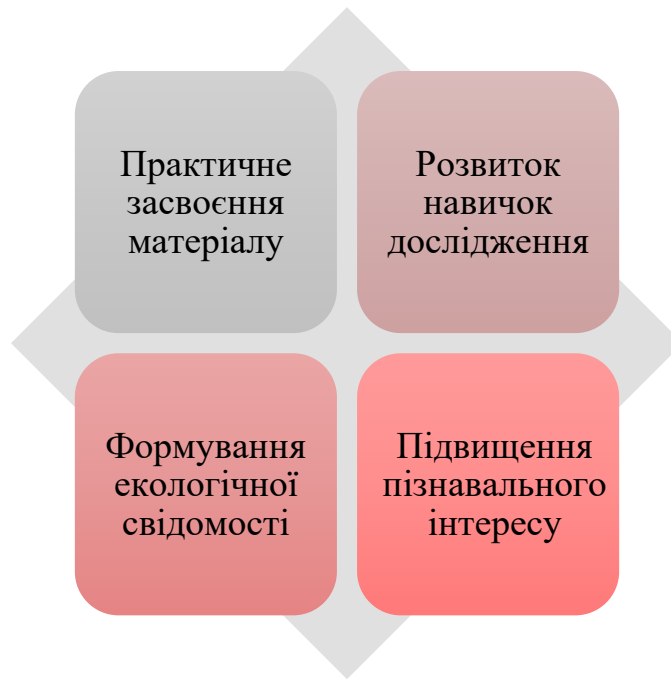 Практичне
засвоєння
матеріалу
Розвиток
навичок
дослідження
Формування
екологічної
свідомості
Підвищення
пізнавального
інтересу